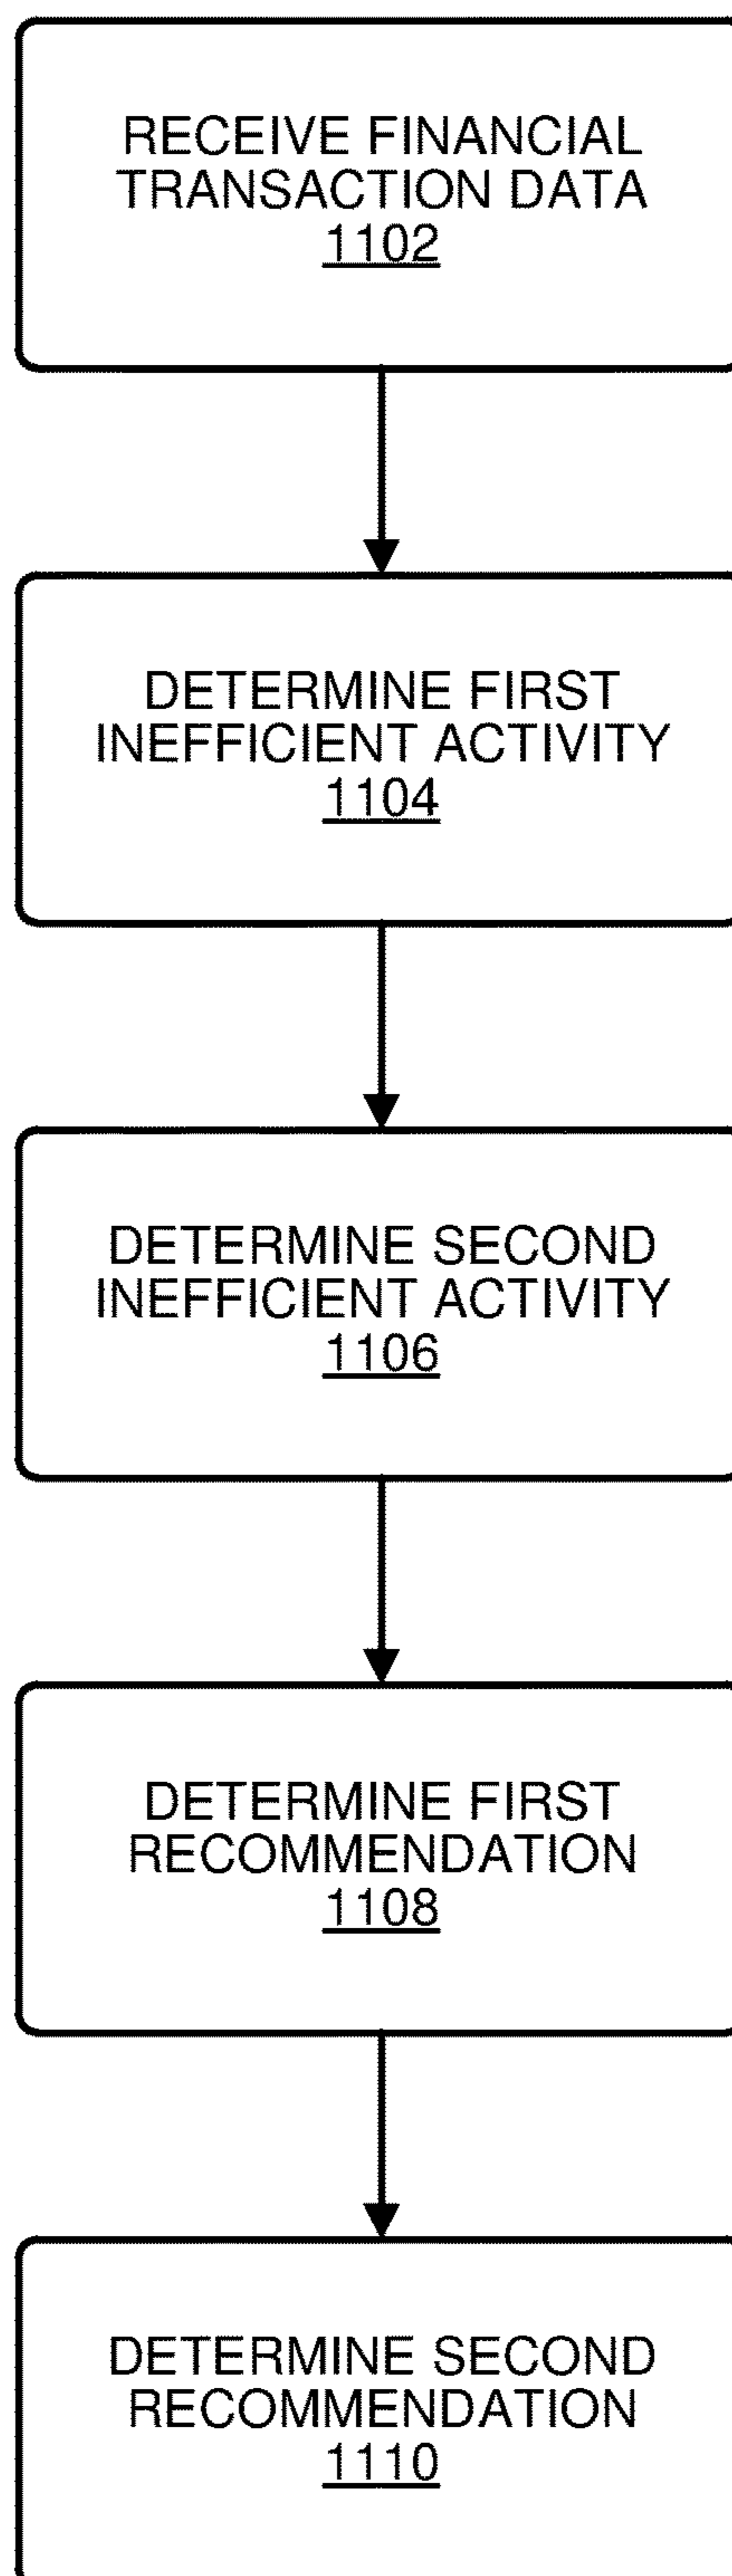 RECEIVE FINANCIAL
TRANSACTION DATA
1102
DETERMINE FIRST
INEFFICIENT ACTIVITY
1104
DETERMINE SECOND
INEFFICIENT ACTIVITY
1106
DETERMINE FIRST
RECOMMENDATION
1108
DETERMINE SECOND
RECOMMENDATION
1110